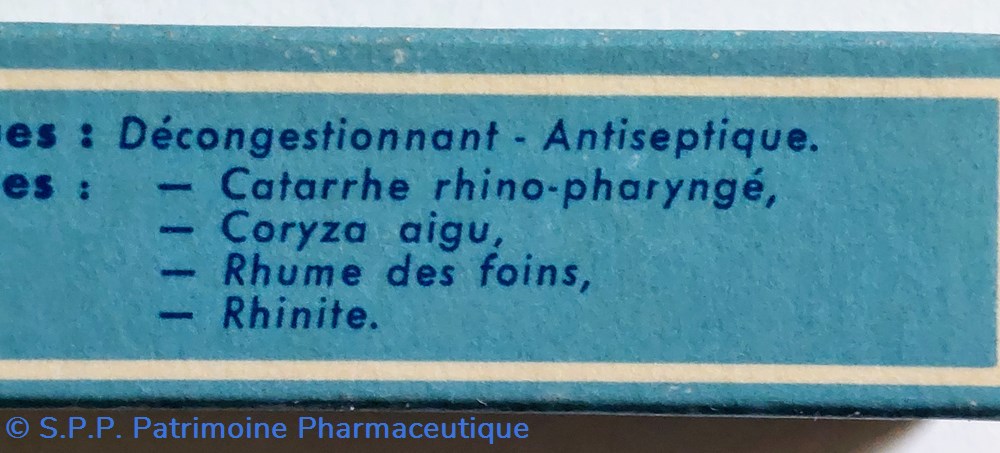 es : Décongestionnant - Antiseptique.
es : — Catarrhe rhino-pharyngé,
— Coryza aigu,
— Rhume des foins,
— Rhinite.
© S.P.P. Patrimoine Pharmaceutique